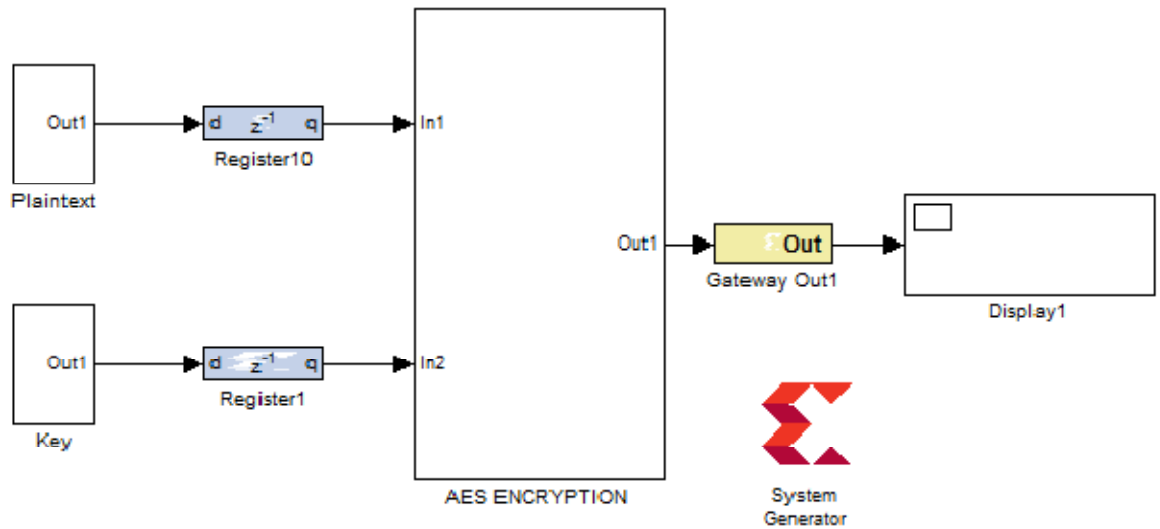 Out1
Plaintext
d z⁻¹ q
Register10
In1
Out1
Key
d z⁻¹ q
Register1
In2
Out1
AES ENCRYPTION
Out
Gateway Out1
Display1
System
Generator